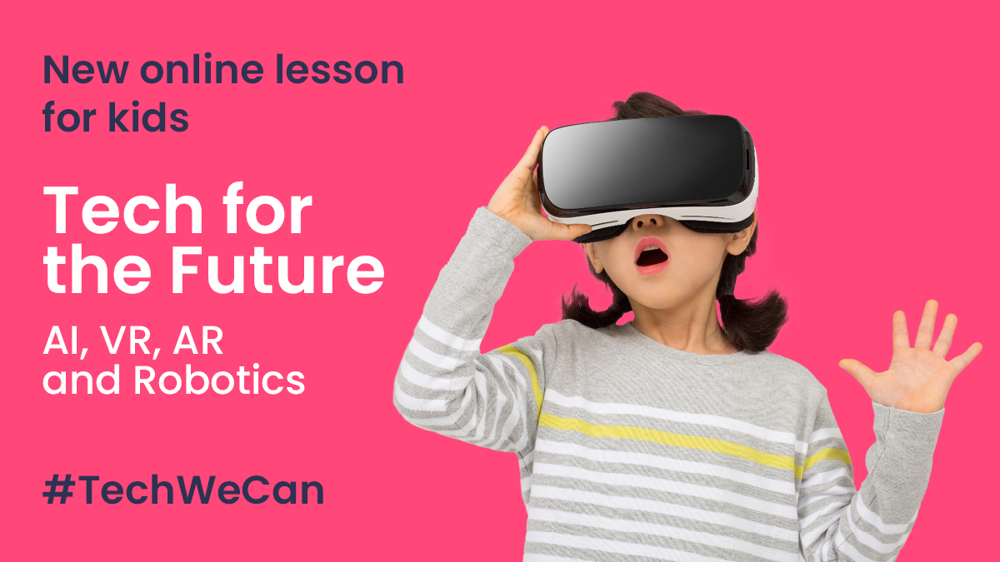 New online lesson
for kids
Tech for
the Future
AI, VR, AR
and Robotics
#TechWeCan